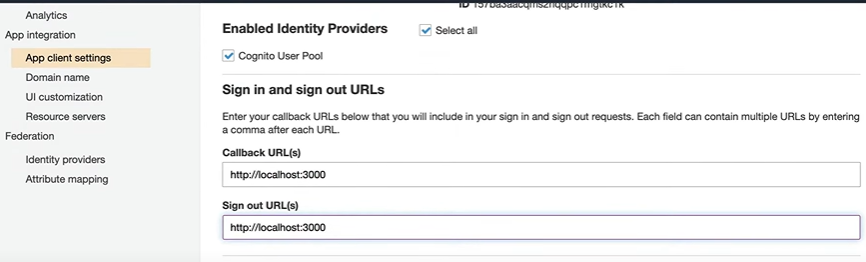 Analytics
App integration
App client settings
Domain name
UI customization
Resource servers
Federation
Identity providers
Attribute mapping
ID
Enabled Identity Providers
Select all
Cognito User Pool
Sign in and sign out URLs
Enter your callback URLs below that you will include in your sign in and sign out requests. Each field can contain multiple URLs by entering
a comma after each URL.
Callback URL(s)
http://localhost:3000
Sign out URL(s)
http://localhost:3000